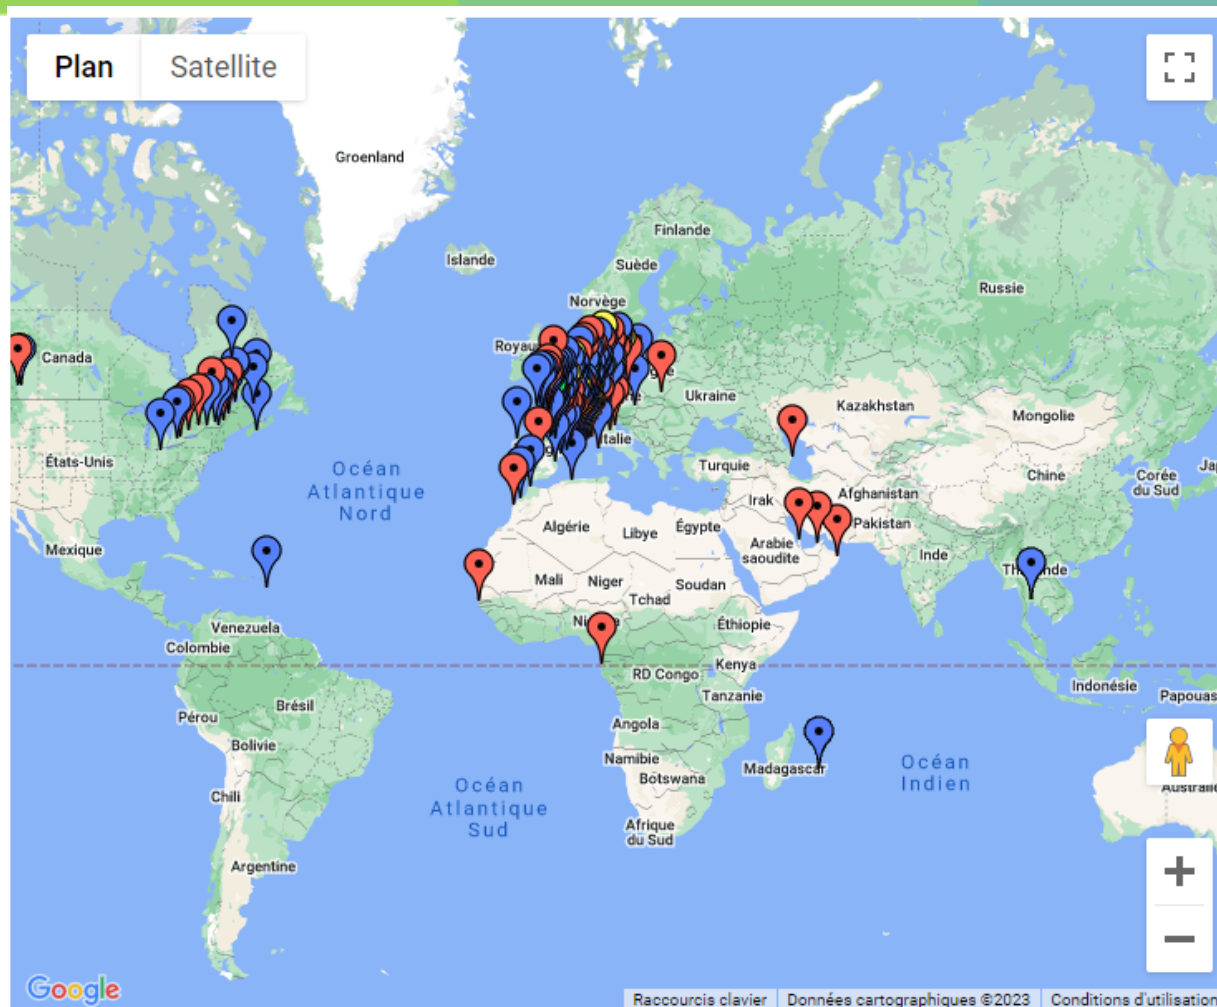 Plan
Satellite
Groenland
Finlande
Islande
Suède
Russie
Norvège
Canada
Ukraine
Kazakhstan
Mongolie
États-Unis
Océan
Atlantique
Nord
Turquie
Chine
Corée
du Sud
Irak
Afghanistan
Algérie
Libye
Égypte
Pakistan
Mexique
Arabie
saoudite
Inde
Mali
Niger
Soudan
Tchad
Venezuela
Éthiopie
Colombie
RD Congo
Kenya
Indonésie
Tanzanie
Papouas
Brésil
Pérou
Angola
Bolivie
Namibie
Madagascar
Botswana
Océan
Indien
Océan
Atlantique
Sud
Chili
Afrique
du Sud
Argentine
Google
Raccourcis clavier
Données cartographiques ©2023
Conditions d'utilisation